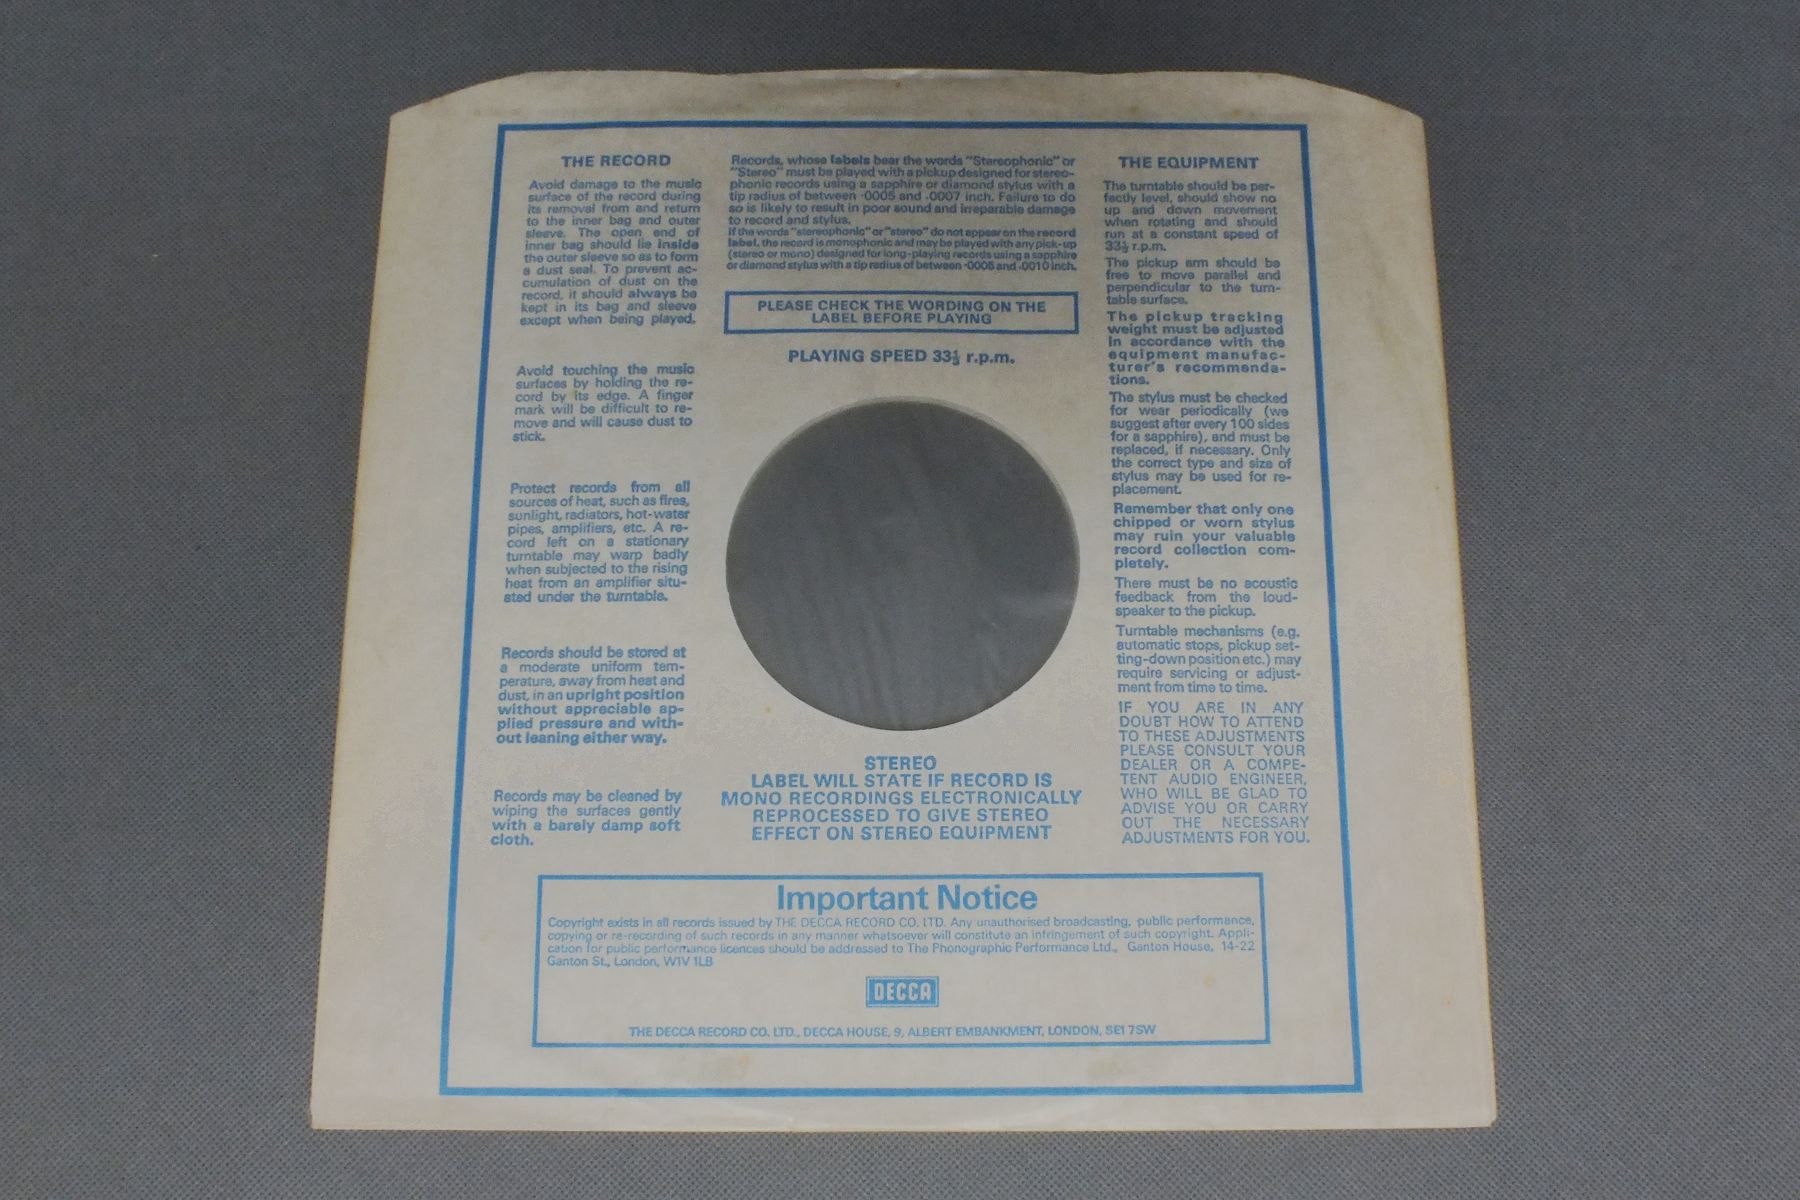 THE RECORD
Avoid damage to the music
surface of the record during
its removal from and return
to the inner bag and outer
sleeve. The open end of
inner bag should lie inside
the outer sleeve so as to form
a dust seal. To prevent ac-
cumulation of dust on the
record, it should always be
kept in its bag and sleeve
except when being played.
Avoid touching the music
surfaces by holding the re-
cord by its edge. A finger
mark will be difficult to re-
move and will cause dust to
stick.
Protect records from all
sources of heat, such as fires,
sunlight, radiators, hot-water
pipes, amplifiers, etc. A re-
cord left on a stationary
turntable may warp badly
when subjected to the rising
heat from an amplifier situ-
ated under the turntable.
Records should be stored at
a moderate uniform tem-
perature, away from heat and
dust, in an upright position
without appreciable ap-
plied pressure and with-
out leaning either way.
Records may be cleaned by
wiping the surfaces gently
with a barely damp soft
cloth.
Records, whose labels bear the words "Stereophonic" or
"Stereo" must be played with a pickup designed for stereo-
phonic records using a sapphire or diamond stylus with a
tip radius of between ·0005 and .0007 inch. Failure to do
so is likely to result in poor sound and irreparable damage
to record and stylus.
If the words "stereophonic" or "stereo" do not appear on the record
label, the record is monophonic and may be played with any pick-up
(stereo or mono) designed for long-playing records using a sapphire
or diamond stylus with a tip radius of between ·0005 and .0010 inch.
PLEASE CHECK THE WORDING ON THE
LABEL BEFORE PLAYING
PLAYING SPEED 33⅓ r.p.m.
STEREO
LABEL WILL STATE IF RECORD IS
MONO RECORDINGS ELECTRONICALLY
REPROCESSED TO GIVE STEREO
EFFECT ON STEREO EQUIPMENT
THE EQUIPMENT
The turntable should be per-
fectly level, should show no
up and down movement
when rotating and should
run at a constant speed of
33⅓ r.p.m.
The pickup arm should be
free to move parallel and
perpendicular to the turn-
table surface.
The pickup tracking
weight must be adjusted
in accordance with the
equipment manufac-
turer's recommenda-
tions.
The stylus must be checked
for wear periodically (we
suggest after every 100 sides
for a sapphire), and must be
replaced, if necessary. Only
the correct type and size of
stylus may be used for re-
placement.
Remember that only one
chipped or worn stylus
may ruin your valuable
record collection com-
pletely.
There must be no acoustic
feedback from the loud-
speaker to the pickup.
Turntable mechanisms (e.g.
automatic stops, pickup set-
ting-down position etc.) may
require servicing or adjust-
ment from time to time.
IF YOU ARE IN ANY
DOUBT HOW TO ATTEND
TO THESE ADJUSTMENTS
PLEASE CONSULT YOUR
DEALER OR A COMPE-
TENT AUDIO ENGINEER,
WHO WILL BE GLAD TO
ADVISE YOU OR CARRY
OUT THE NECESSARY
ADJUSTMENTS FOR YOU.
Important Notice
Copyright exists in all records issued by THE DECCA RECORD CO. LTD. Any unauthorised broadcasting, public performance,
copying or re-recording of such records in any manner whatsoever will constitute an infringement of such copyright. Appli-
cation for public performance licences should be addressed to The Phonographic Performance Ltd., Ganton House, 14-22
Ganton St., London, W1V 1LB
DECCA
THE DECCA RECORD CO. LTD., DECCA HOUSE, 9, ALBERT EMBANKMENT, LONDON, SE1 7SW